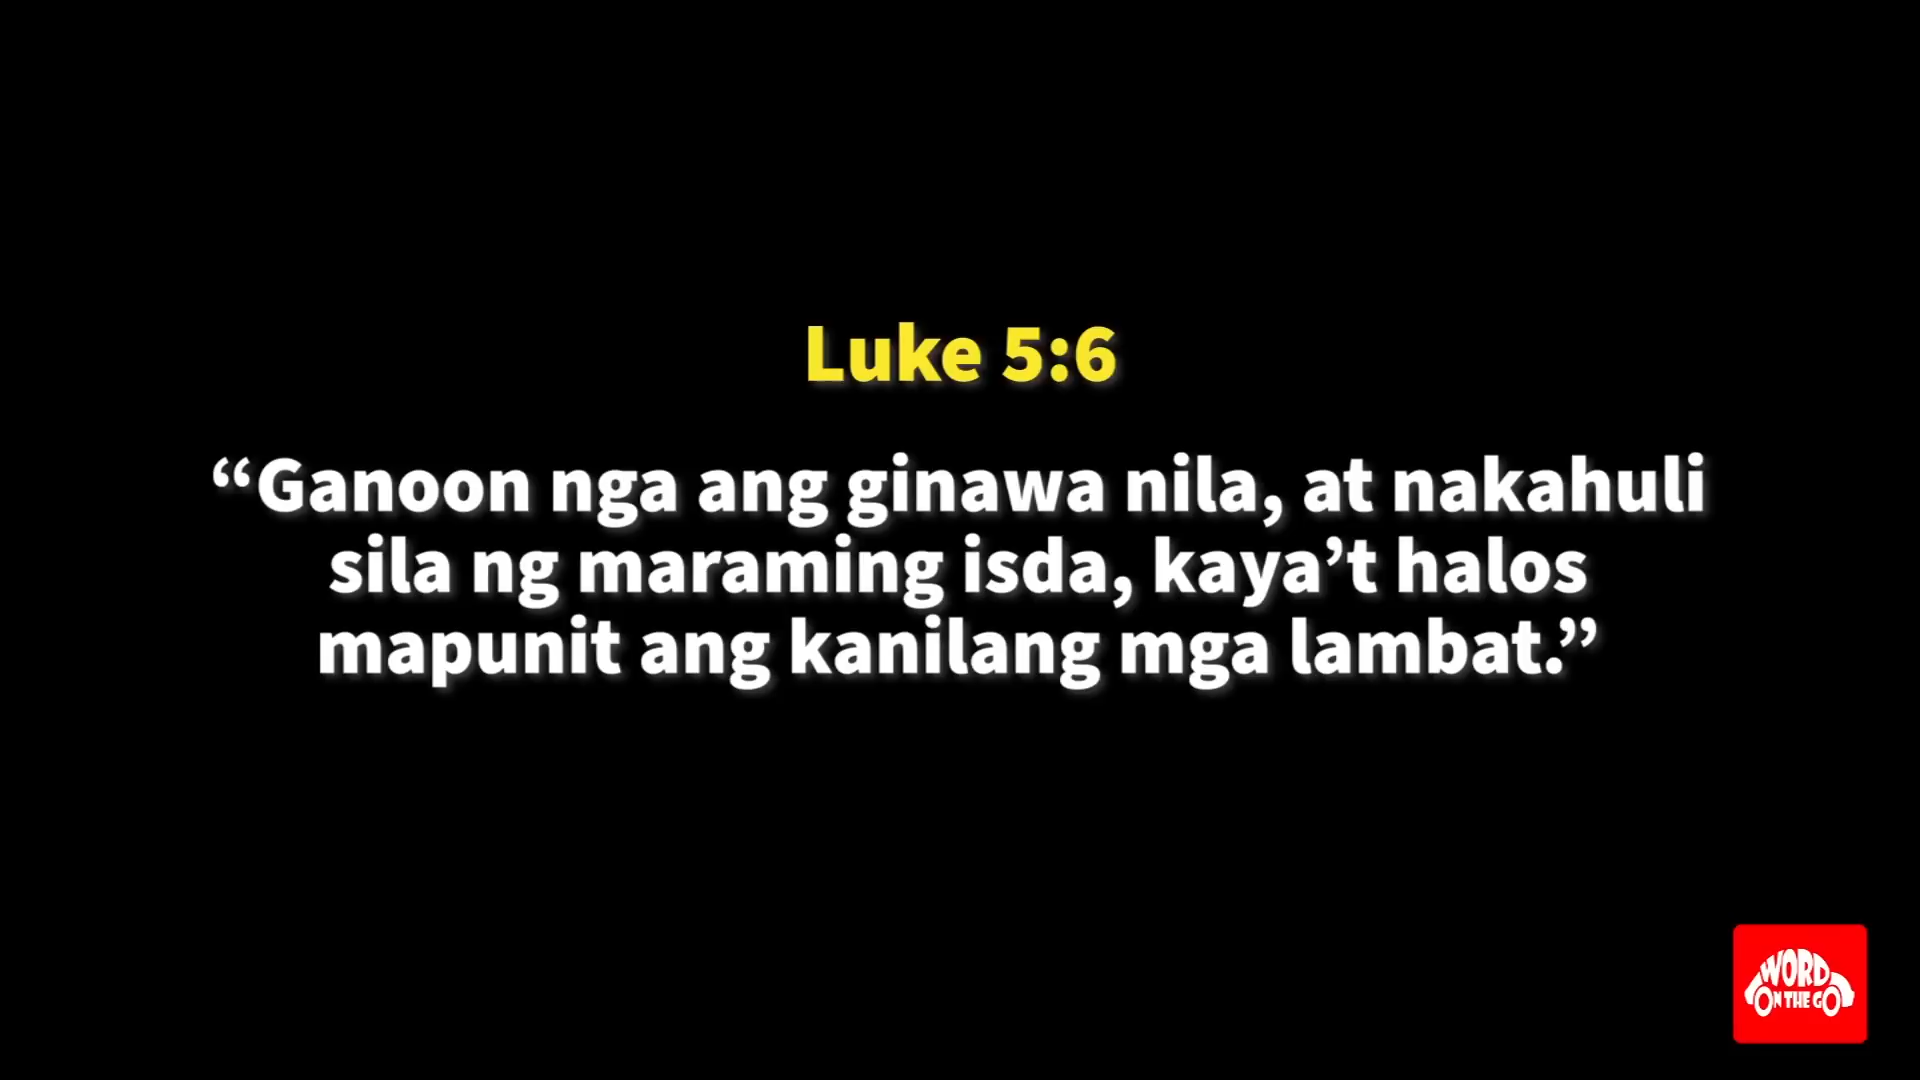 Luke 5:6
“Ganoon nga ang ginawa nila, at nakahuli
sila ng maraming isda, kaya’t halos
mapunit ang kanilang mga lambat.”
WORD
ON THE GO